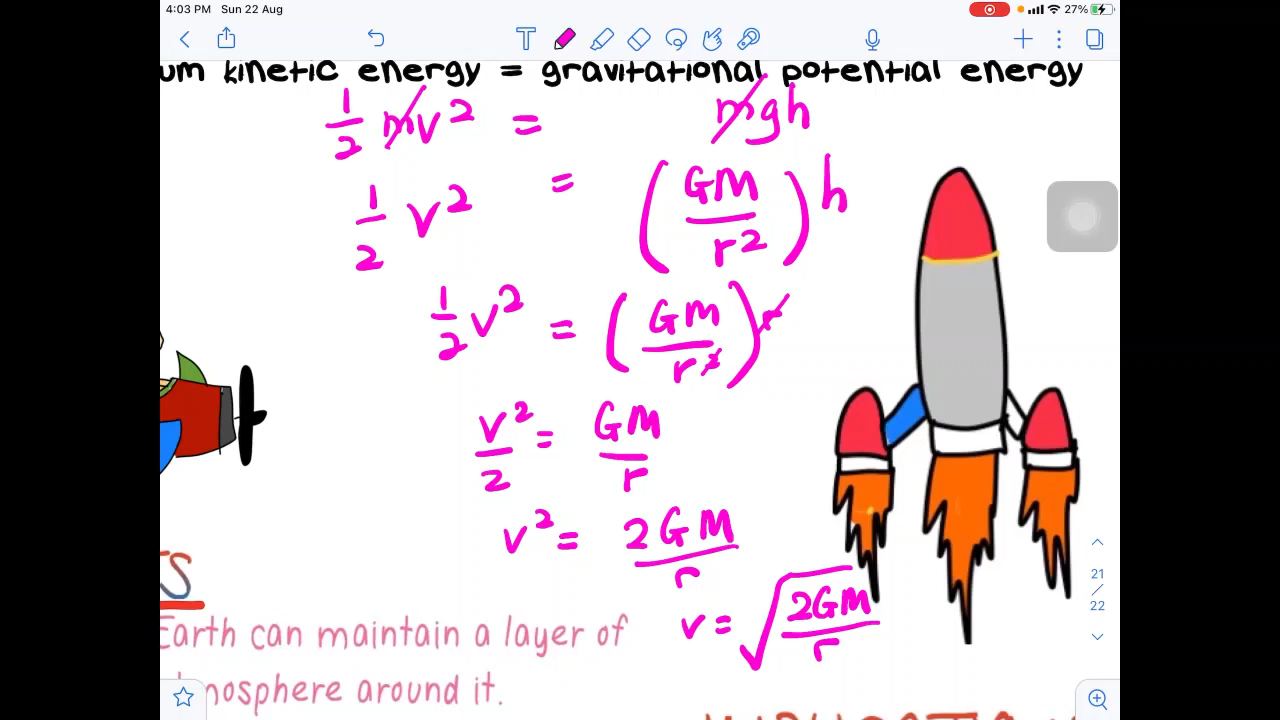 4:03 PM Sun 22 Aug 27%
T
kinetic energy = gravitational potential energy
1/2 mv² = mgh
1/2 v² = (GM/r²) h
1/2 v² = (GM/r²) r
v²/2 = GM/r
v² = 2GM/r
v = √(2GM/r)
21
/
22
Earth can maintain a layer of
around it.